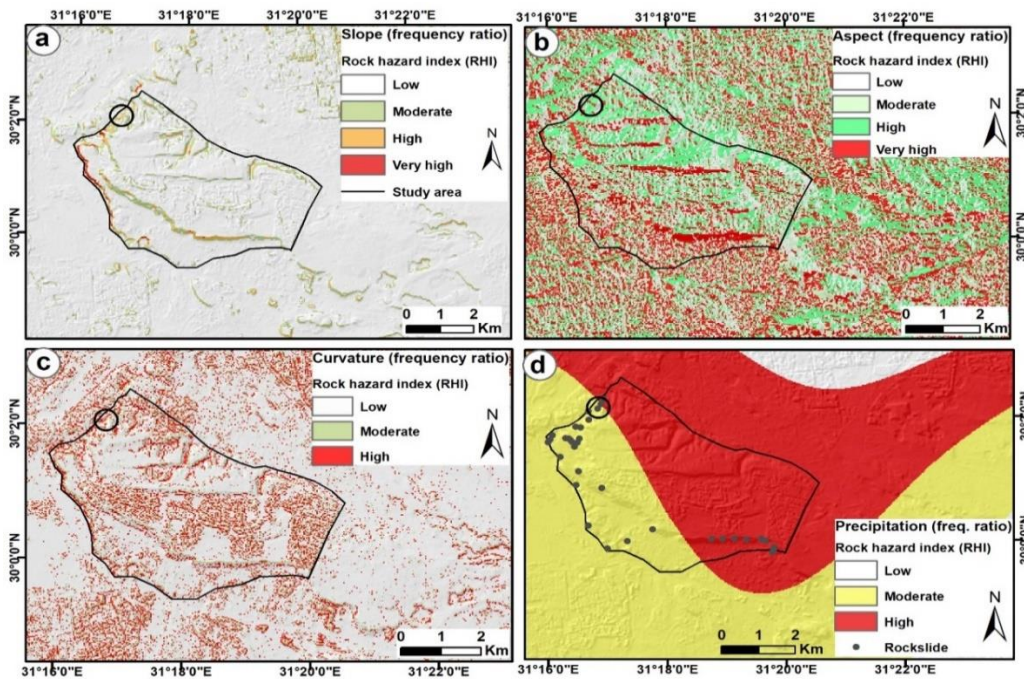 31°16'0"E 31°18'0"E 31°20'0"E 31°22'0"E
31°16'0"E 31°18'0"E 31°20'0"E 31°22'0"E
a
Slope (frequency ratio)
Rock hazard index (RHI)
Low
Moderate
High
Very high
Study area
N
0 1 2
Km
30°2'0"N
30°0'0"N
b
Aspect (frequency ratio)
Rock hazard index (RHI)
Low
Moderate
High
Very high
N
0 1 2
Km
30°0'0"N
c
Curvature (frequency ratio)
Rock hazard index (RHI)
Low
Moderate
High
N
0 1 2
Km
30°2'0"N
30°0'0"N
d
Precipitation (freq. ratio)
Rock hazard index (RHI)
Low
Moderate
High
Rockslide
N
0 1 2
Km
31°16'0"E 31°18'0"E 31°20'0"E 31°22'0"E
31°16'0"E 31°18'0"E 31°20'0"E 31°22'0"E